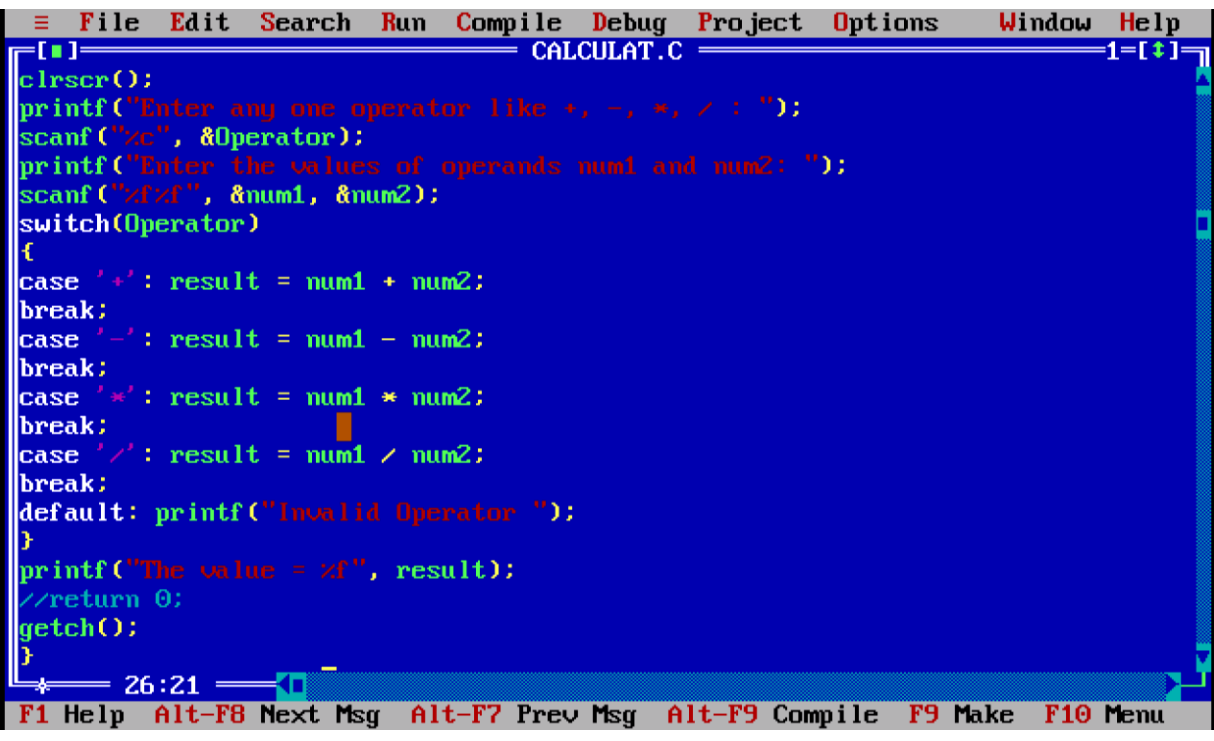 ≡ File Edit Search Run Compile Debug Project Options Window Help
[■] CALCULAT.C 1=[↕]
clrscr();
printf("Enter any one operator like +, -, *, / : ");
scanf("%c", &Operator);
printf("Enter the values of operands num1 and num2: ");
scanf("%f%f", &num1, &num2);
switch(Operator)
{
case '+': result = num1 + num2;
break;
case '-': result = num1 - num2;
break;
case '*': result = num1 * num2;
break;
case '/': result = num1 / num2;
break;
default: printf("Invalid Operator ");
}
printf("The value = %f", result);
//return 0;
getch();
}
26:21
F1 Help Alt-F8 Next Msg Alt-F7 Prev Msg Alt-F9 Compile F9 Make F10 Menu